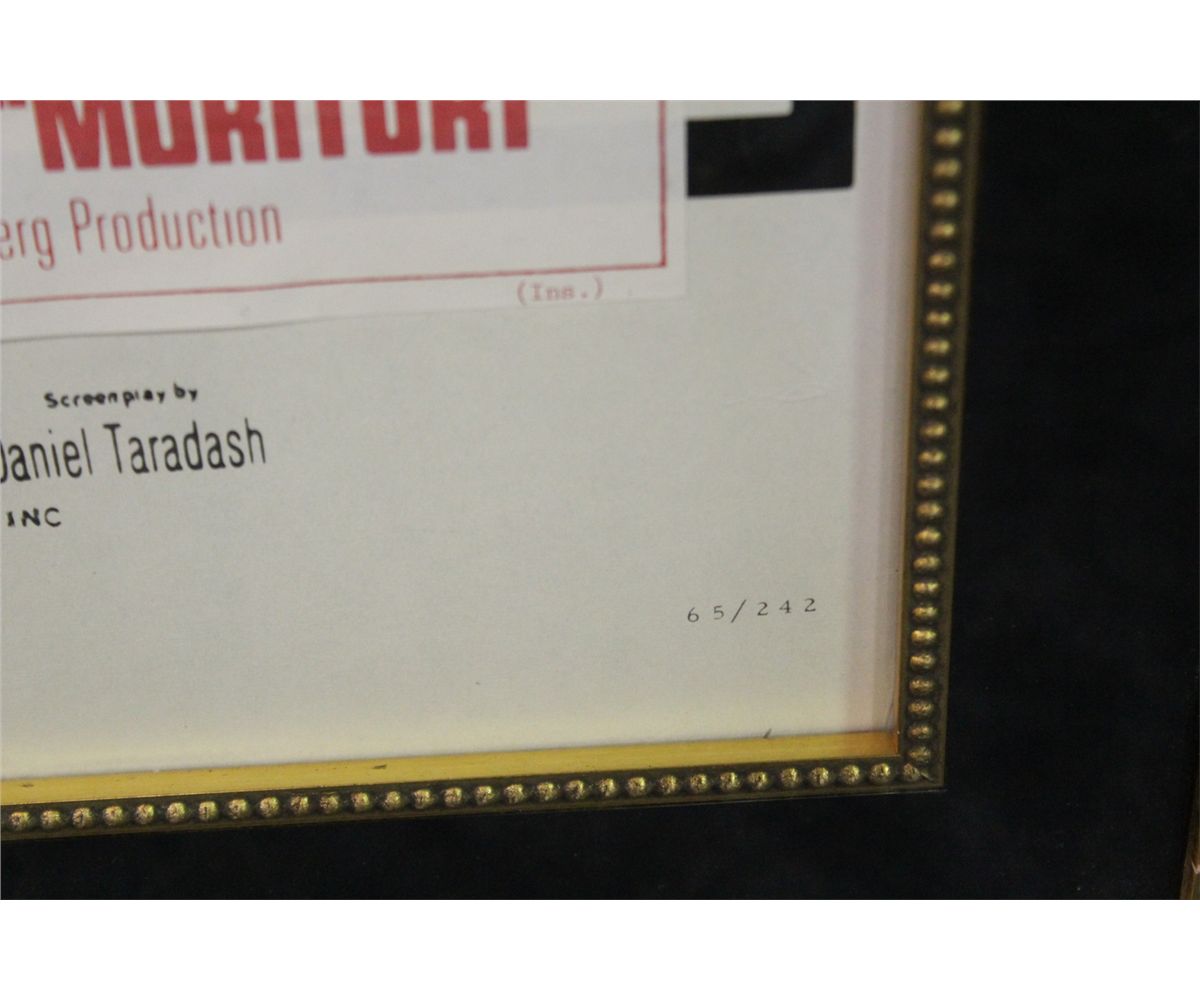 MORITURI
erg Production
(Ins.)
Screenplay by
Daniel Taradash
INC
65/242